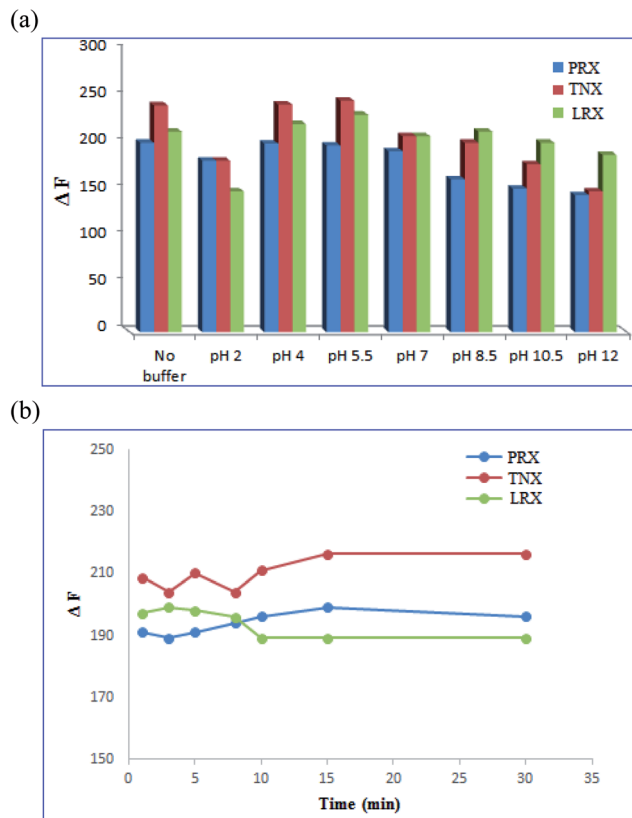 (a)
300
250
200
150
100
50
0
Δ F
PRX
TNX
LRX
No buffer
pH 2
pH 4
pH 5.5
pH 7
pH 8.5
pH 10.5
pH 12
(b)
250
230
210
190
170
150
Δ F
PRX
TNX
LRX
0 5 10 15 20 25 30 35
Time (min)